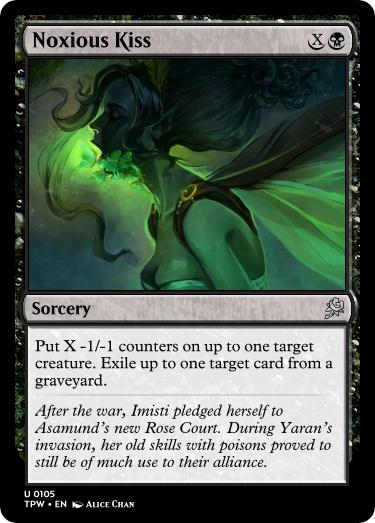 Noxious Kiss
X
Sorcery
Put X -1/-1 counters on up to one target
creature. Exile up to one target card from a
graveyard.
After the war, Imisti pledged herself to
Asamund's new Rose Court. During Yaran's
invasion, her old skills with poisons proved to
still be of much use to their alliance.
U 0105
TPW • EN ALICE CHAN